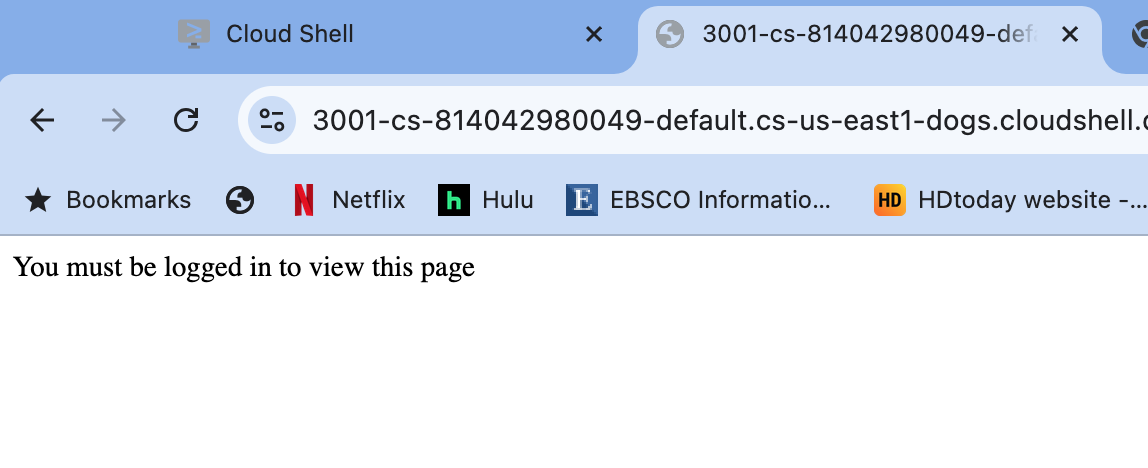 Cloud Shell
3001-cs-814042980049-def
3001-cs-814042980049-default.cs-us-east1-dogs.cloudshell.
Bookmarks N Netflix h Hulu E EBSCO Informatio... HD HDtoday website -...
You must be logged in to view this page